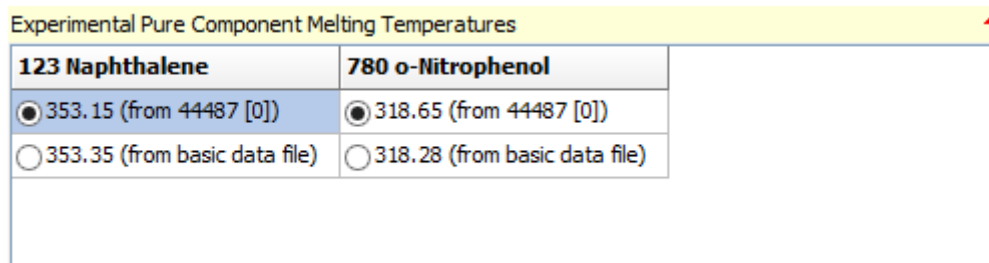 Experimental Pure Component Melting Temperatures
123 Naphthalene 780 o-Nitrophenol
353.15 (from 44487 [0]) 318.65 (from 44487 [0])
353.35 (from basic data file) 318.28 (from basic data file)